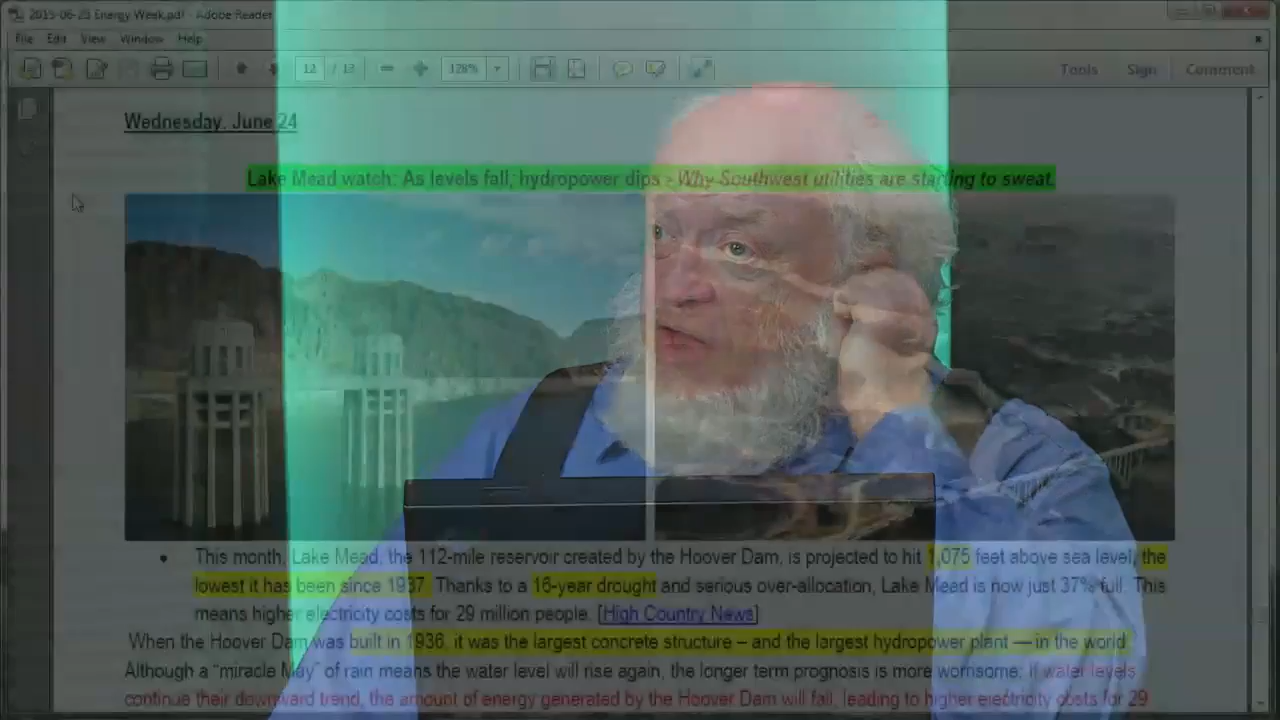 2015-06-25 Energy Week.pdf - Adobe Reader
File Edit View Window Help
12 / 13 128% Tools Sign Comment
Wednesday, June 24
Lake Mead watch: As levels fall, hydropower dips - Why Southwest utilities are starting to sweat.
• This month, Lake Mead, the 112-mile reservoir created by the Hoover Dam, is projected to hit 1,075 feet above sea level, the
lowest it has been since 1937. Thanks to a 16-year drought and serious over-allocation, Lake Mead is now just 37% full. This
means higher electricity costs for 29 million people. [High Country News]
When the Hoover Dam was built in 1936, it was the largest concrete structure – and the largest hydropower plant — in the world.
Although a "miracle May" of rain means the water level will rise again, the longer term prognosis is more worrisome: if water levels
continue their downward trend, the amount of energy generated by the Hoover Dam will fall, leading to higher electricity costs for 29